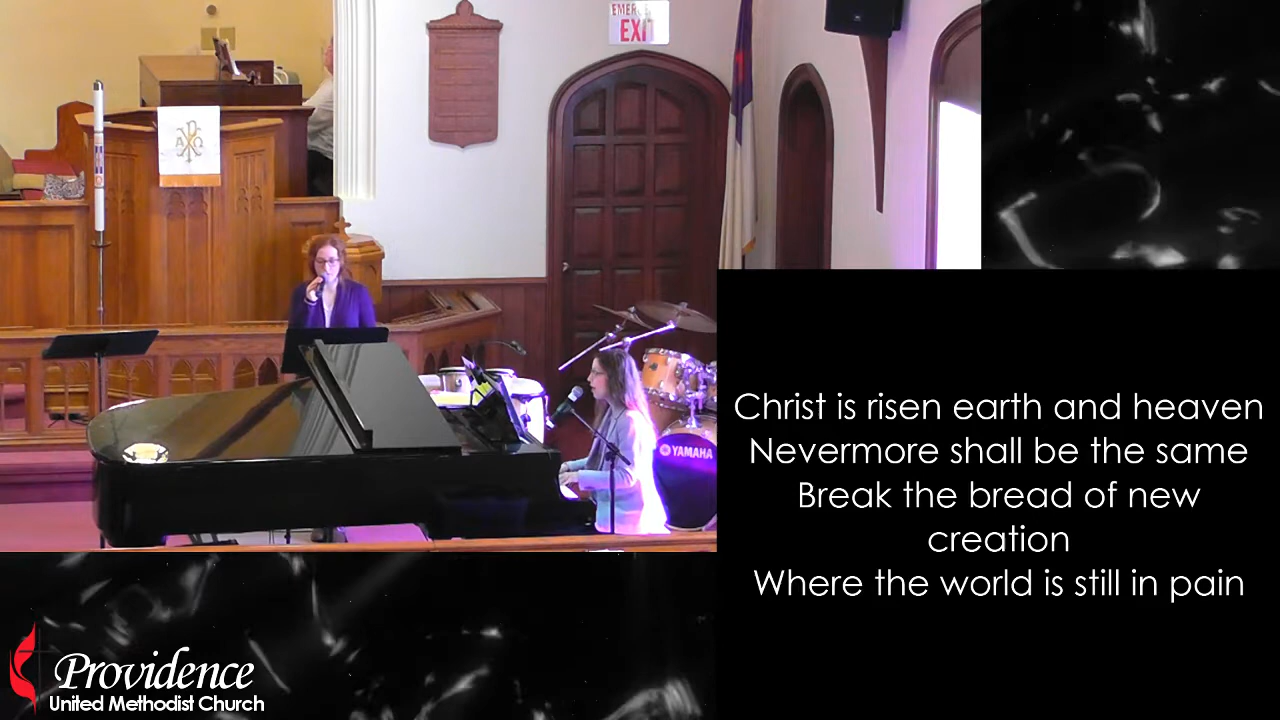 EMER
EXIT
Α Ω
YAMAHA
Christ is risen earth and heaven
Nevermore shall be the same
Break the bread of new
creation
Where the world is still in pain
Providence
United Methodist Church